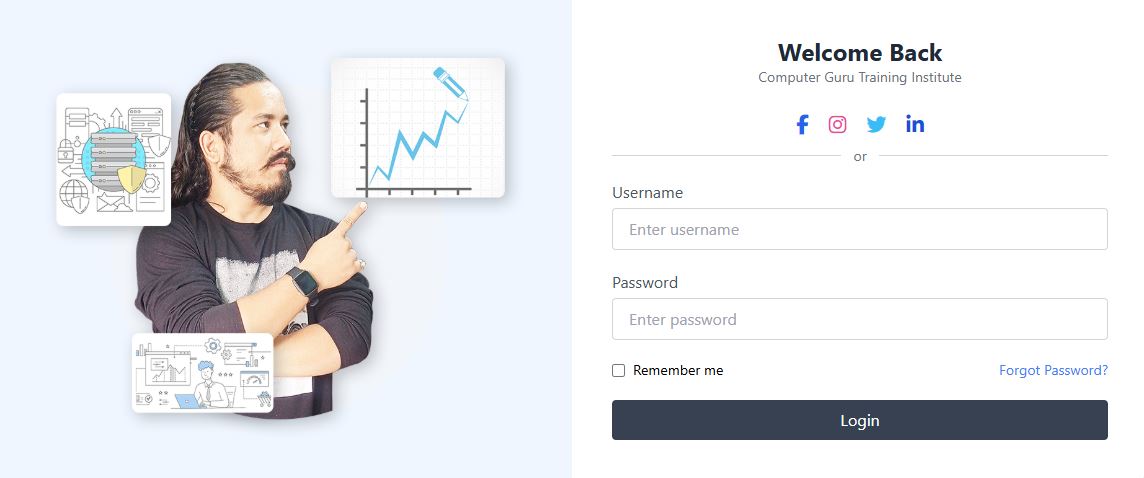 Welcome Back
Computer Guru Training Institute
or
Username
Enter username
Password
Enter password
Remember me
Forgot Password?
Login